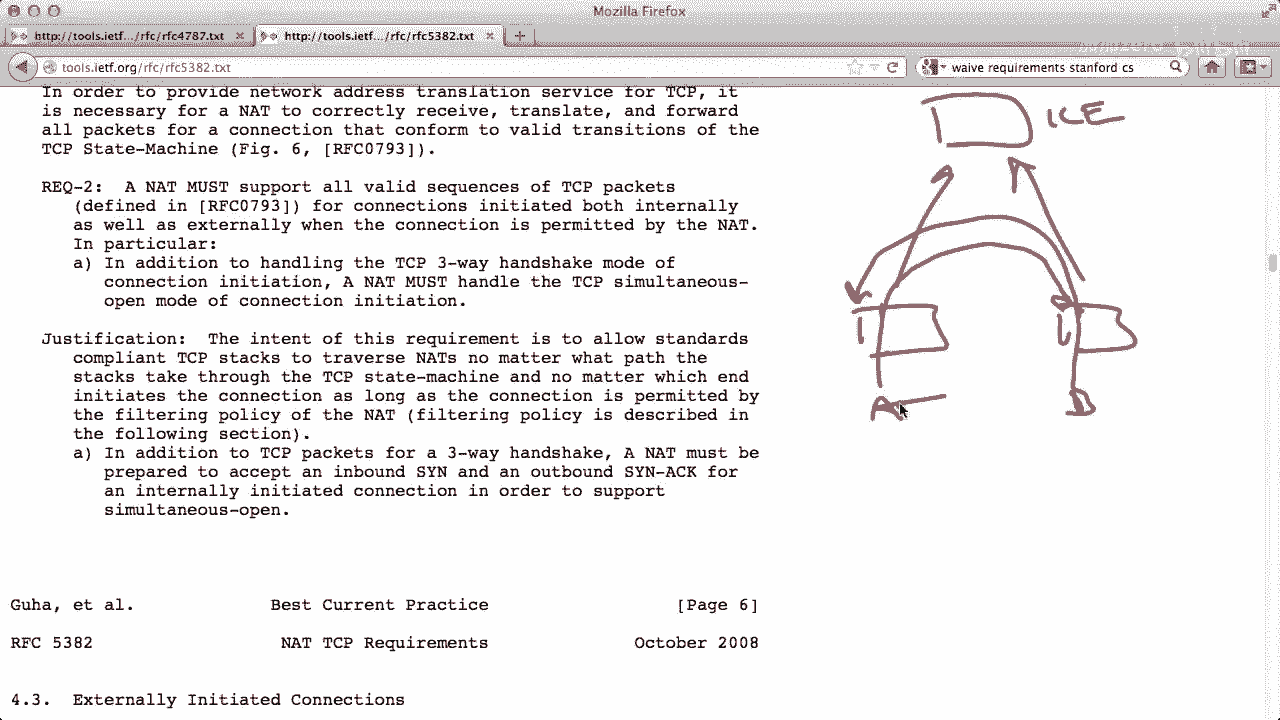 Mozilla Firefox
http://tools.ietf.../rfc/rfc4787.txt
http://tools.ietf.../rfc/rfc5382.txt
tools.ietf.org/rfc/rfc5382.txt
waive requirements stanford cs
In order to provide network address translation service for TCP, it
is necessary for a NAT to correctly receive, translate, and forward
all packets for a connection that conform to valid transitions of the
TCP State-Machine (Fig. 6, [RFC0793]).
REQ-2: A NAT MUST support all valid sequences of TCP packets
(defined in [RFC0793]) for connections initiated both internally
as well as externally when the connection is permitted by the NAT.
In particular:
a) In addition to handling the TCP 3-way handshake mode of
connection initiation, A NAT MUST handle the TCP simultaneous-
open mode of connection initiation.
Justification: The intent of this requirement is to allow standards
compliant TCP stacks to traverse NATs no matter what path the
stacks take through the TCP state-machine and no matter which end
initiates the connection as long as the connection is permitted by
the filtering policy of the NAT (filtering policy is described in
the following section).
a) In addition to TCP packets for a 3-way handshake, A NAT must be
prepared to accept an inbound SYN and an outbound SYN-ACK for
an internally initiated connection in order to support
simultaneous-open.
Guha, et al. Best Current Practice [Page 6]
RFC 5382 NAT TCP Requirements October 2008
4.3. Externally Initiated Connections
ICE
A
B